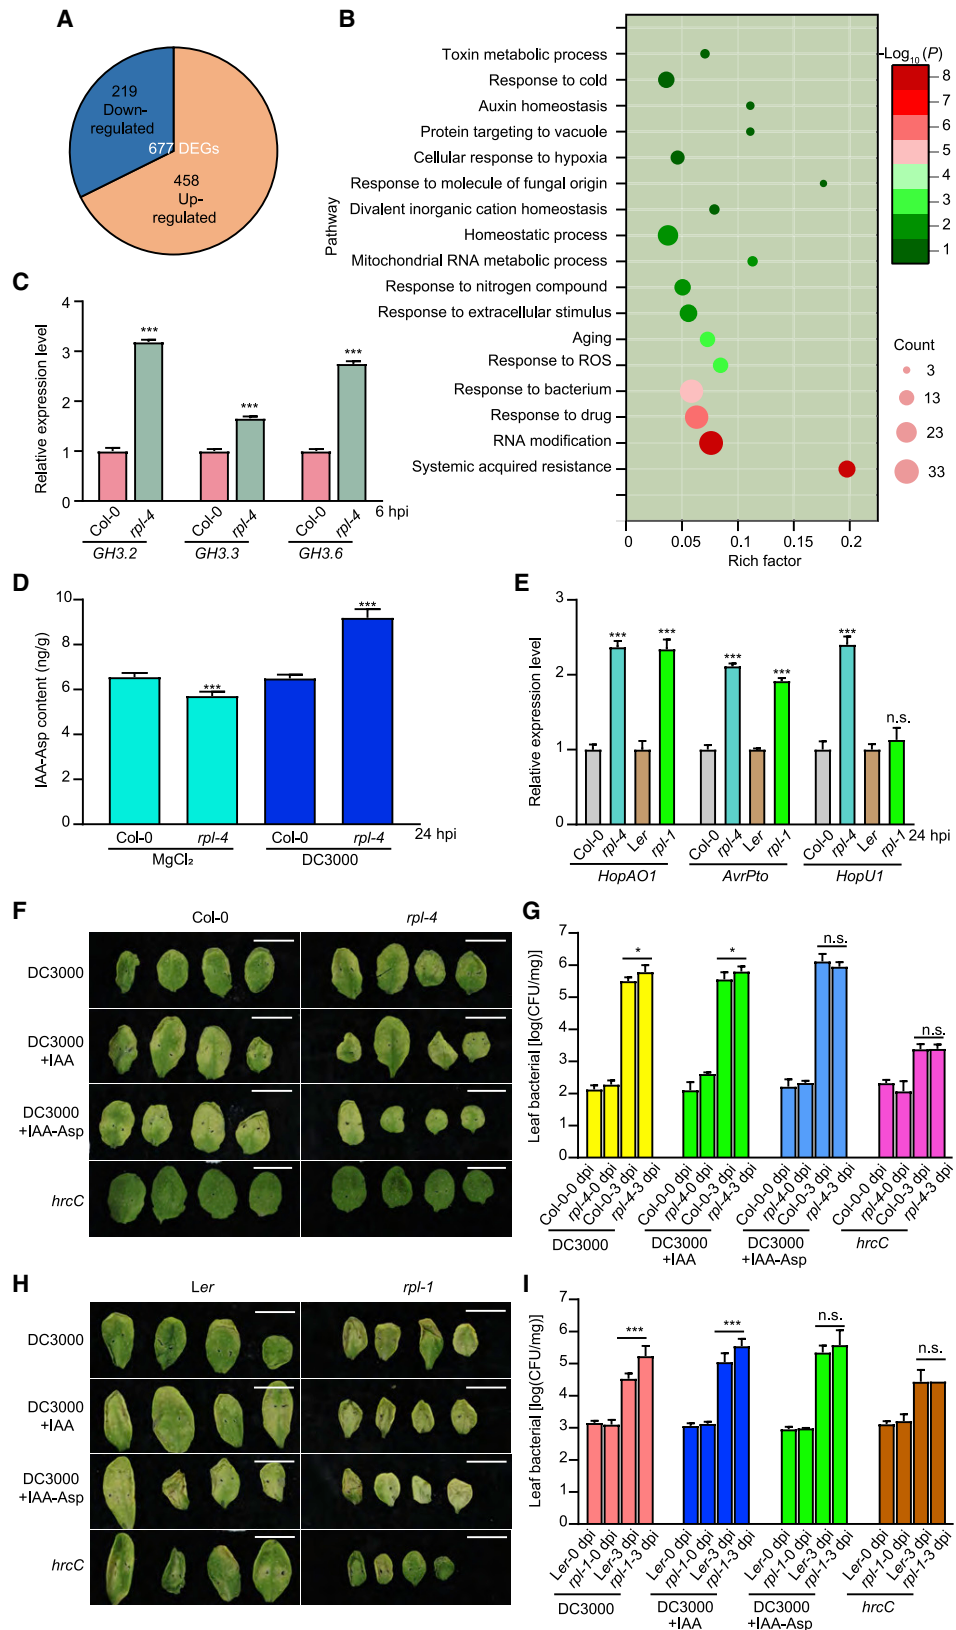 A
219
Down-
regulated
677 DEGs
458
Up-
regulated
B
Pathway
Toxin metabolic process
Response to cold
Auxin homeostasis
Protein targeting to vacuole
Cellular response to hypoxia
Response to molecule of fungal origin
Divalent inorganic cation homeostasis
Homeostatic process
Mitochondrial RNA metabolic process
Response to nitrogen compound
Response to extracellular stimulus
Aging
Response to ROS
Response to bacterium
Response to drug
RNA modification
Systemic acquired resistance
0 0.05 0.1 0.15 0.2
Rich factor
-Log10 (P)
8
7
6
5
4
3
2
1
Count
3
13
23
33
C
Relative expression level
4
3
2
1
0
*** *** ***
Col-0 rpl-4 Col-0 rpl-4 Col-0 rpl-4 6 hpi
GH3.2 GH3.3 GH3.6
D
IAA-Asp content (ng/g)
10
8
6
4
2
0
*** ***
Col-0 rpl-4 Col-0 rpl-4 24 hpi
MgCl₂ DC3000
E
Relative expression level
3
2
1
0
*** *** *** *** *** n.s.
Col-0 rpl-4 Ler rpl-1 Col-0 rpl-4 Ler rpl-1 Col-0 rpl-4 Ler rpl-1 24 hpi
HopAO1 AvrPto HopU1
F
Col-0 rpl-4
DC3000
DC3000
+IAA
DC3000
+IAA-Asp
hrcC
G
Leaf bacterial [log(CFU/mg)]
7
6
5
4
3
2
1
* * n.s. n.s.
Col-0-0 dpi rpl-4-0 dpi Col-0-3 dpi rpl-4-3 dpi Col-0-0 dpi rpl-4-0 dpi Col-0-3 dpi rpl-4-3 dpi Col-0-0 dpi rpl-4-0 dpi Col-0-3 dpi rpl-4-3 dpi Col-0-0 dpi rpl-4-0 dpi Col-0-3 dpi rpl-4-3 dpi
DC3000 DC3000 DC3000 hrcC
+IAA +IAA-Asp
H
Ler rpl-1
DC3000
DC3000
+IAA
DC3000
+IAA-Asp
hrcC
I
Leaf bacterial [log(CFU/mg)]
7
6
5
4
3
2
1
0
*** *** n.s. n.s.
Ler-0 dpi rpl-1-0 dpi Ler-3 dpi rpl-1-3 dpi Ler-0 dpi rpl-1-0 dpi Ler-3 dpi rpl-1-3 dpi Ler-0 dpi rpl-1-0 dpi Ler-3 dpi rpl-1-3 dpi Ler-0 dpi rpl-1-0 dpi Ler-3 dpi rpl-1-3 dpi
DC3000 DC3000 DC3000 hrcC
+IAA +IAA-Asp